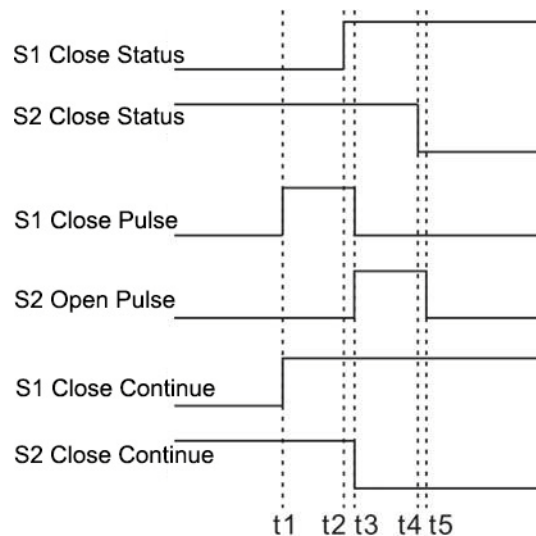 S1 Close Status
S2 Close Status
S1 Close Pulse
S2 Open Pulse
S1 Close Continue
S2 Close Continue
t1 t2 t3 t4 t5